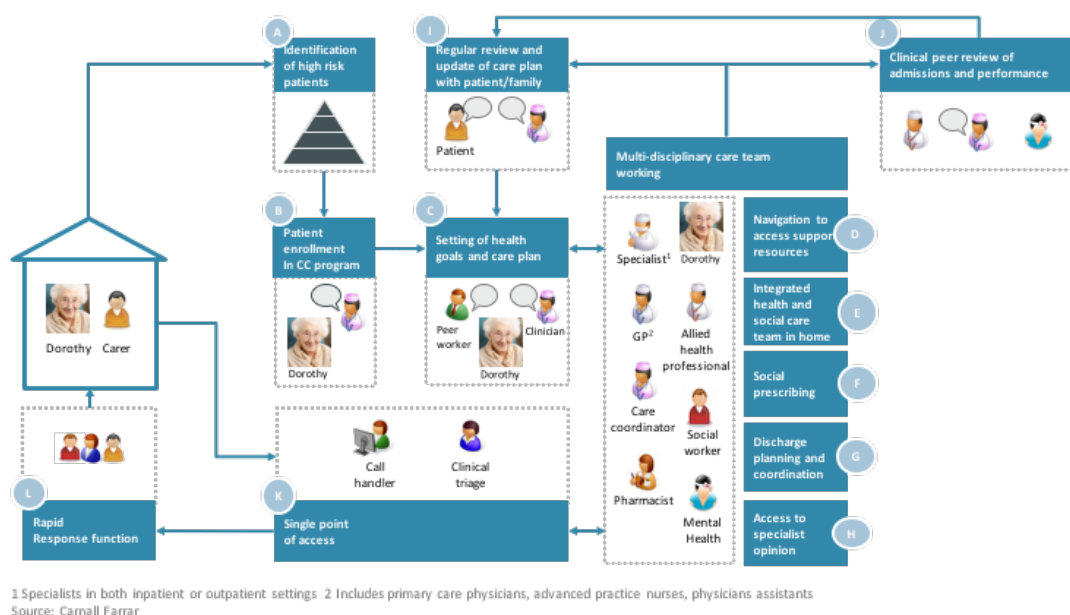 A
Identification
of high risk
patients
I
Regular review and
update of care plan
with patient/family
Patient
J
Clinical peer review of
admissions and performance
Multi-disciplinary care team
working
B
Patient
enrollment
In CC program
Dorothy
C
Setting of health
goals and care plan
Peer
worker
Clinician
Dorothy
Specialist1
Dorothy
GP2
Allied
health
professional
Care
coordinator
Social
worker
Pharmacist
Mental
Health
Navigation to
access support
resources
D
Integrated
health and
social care
team in home
E
Social
prescribing
F
Discharge
planning and
coordination
G
Access to
specialist
opinion
H
Dorothy
Carer
Call
handler
Clinical
triage
L
Rapid
Response function
K
Single point
of access
1 Specialists in both inpatient or outpatient settings 2 Includes primary care physicians, advanced practice nurses, physicians assistants
Source: Carnall Farrar